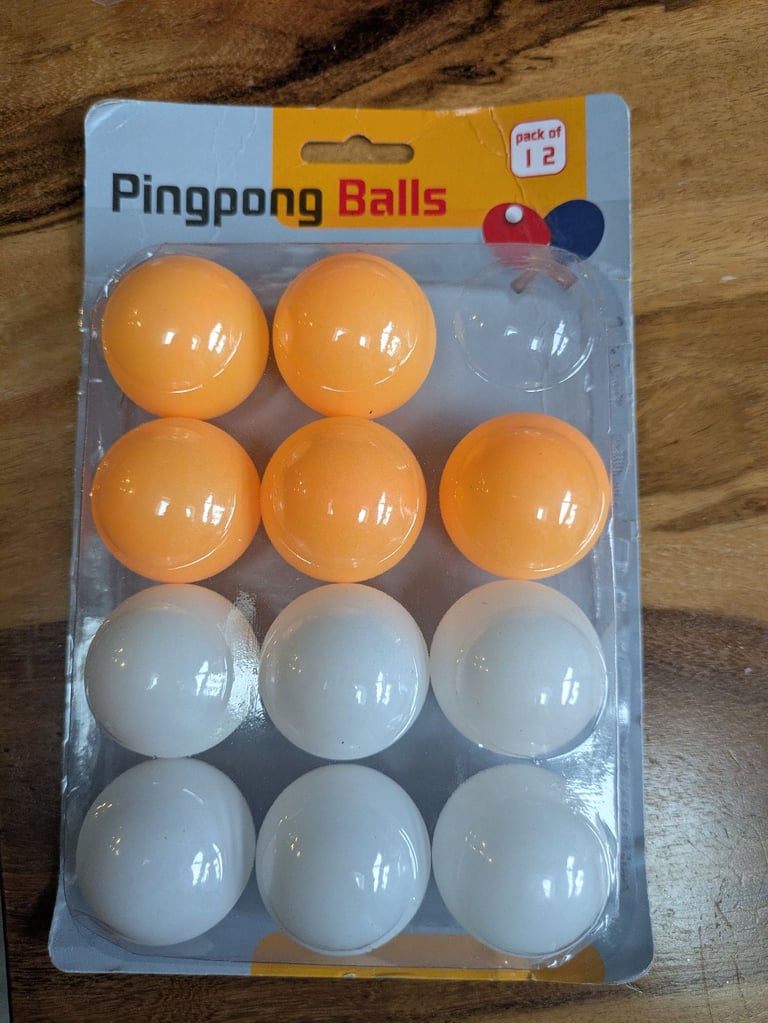 pack of
12
Pingpong Balls